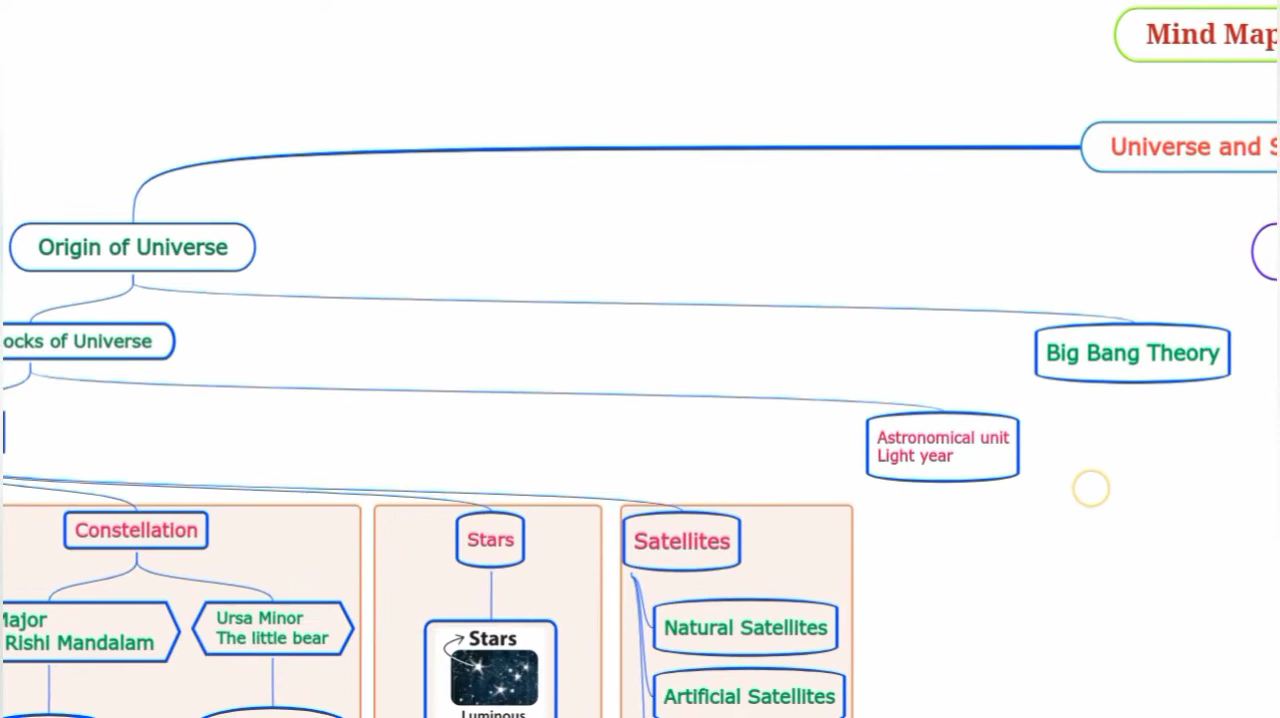 Mind Map
Universe and S
Origin of Universe
ocks of Universe
Big Bang Theory
Astronomical unit
Light year
Constellation
Stars
Satellites
Major
Rishi Mandalam
Ursa Minor
The little bear
Stars
Luminous
Natural Satellites
Artificial Satellites